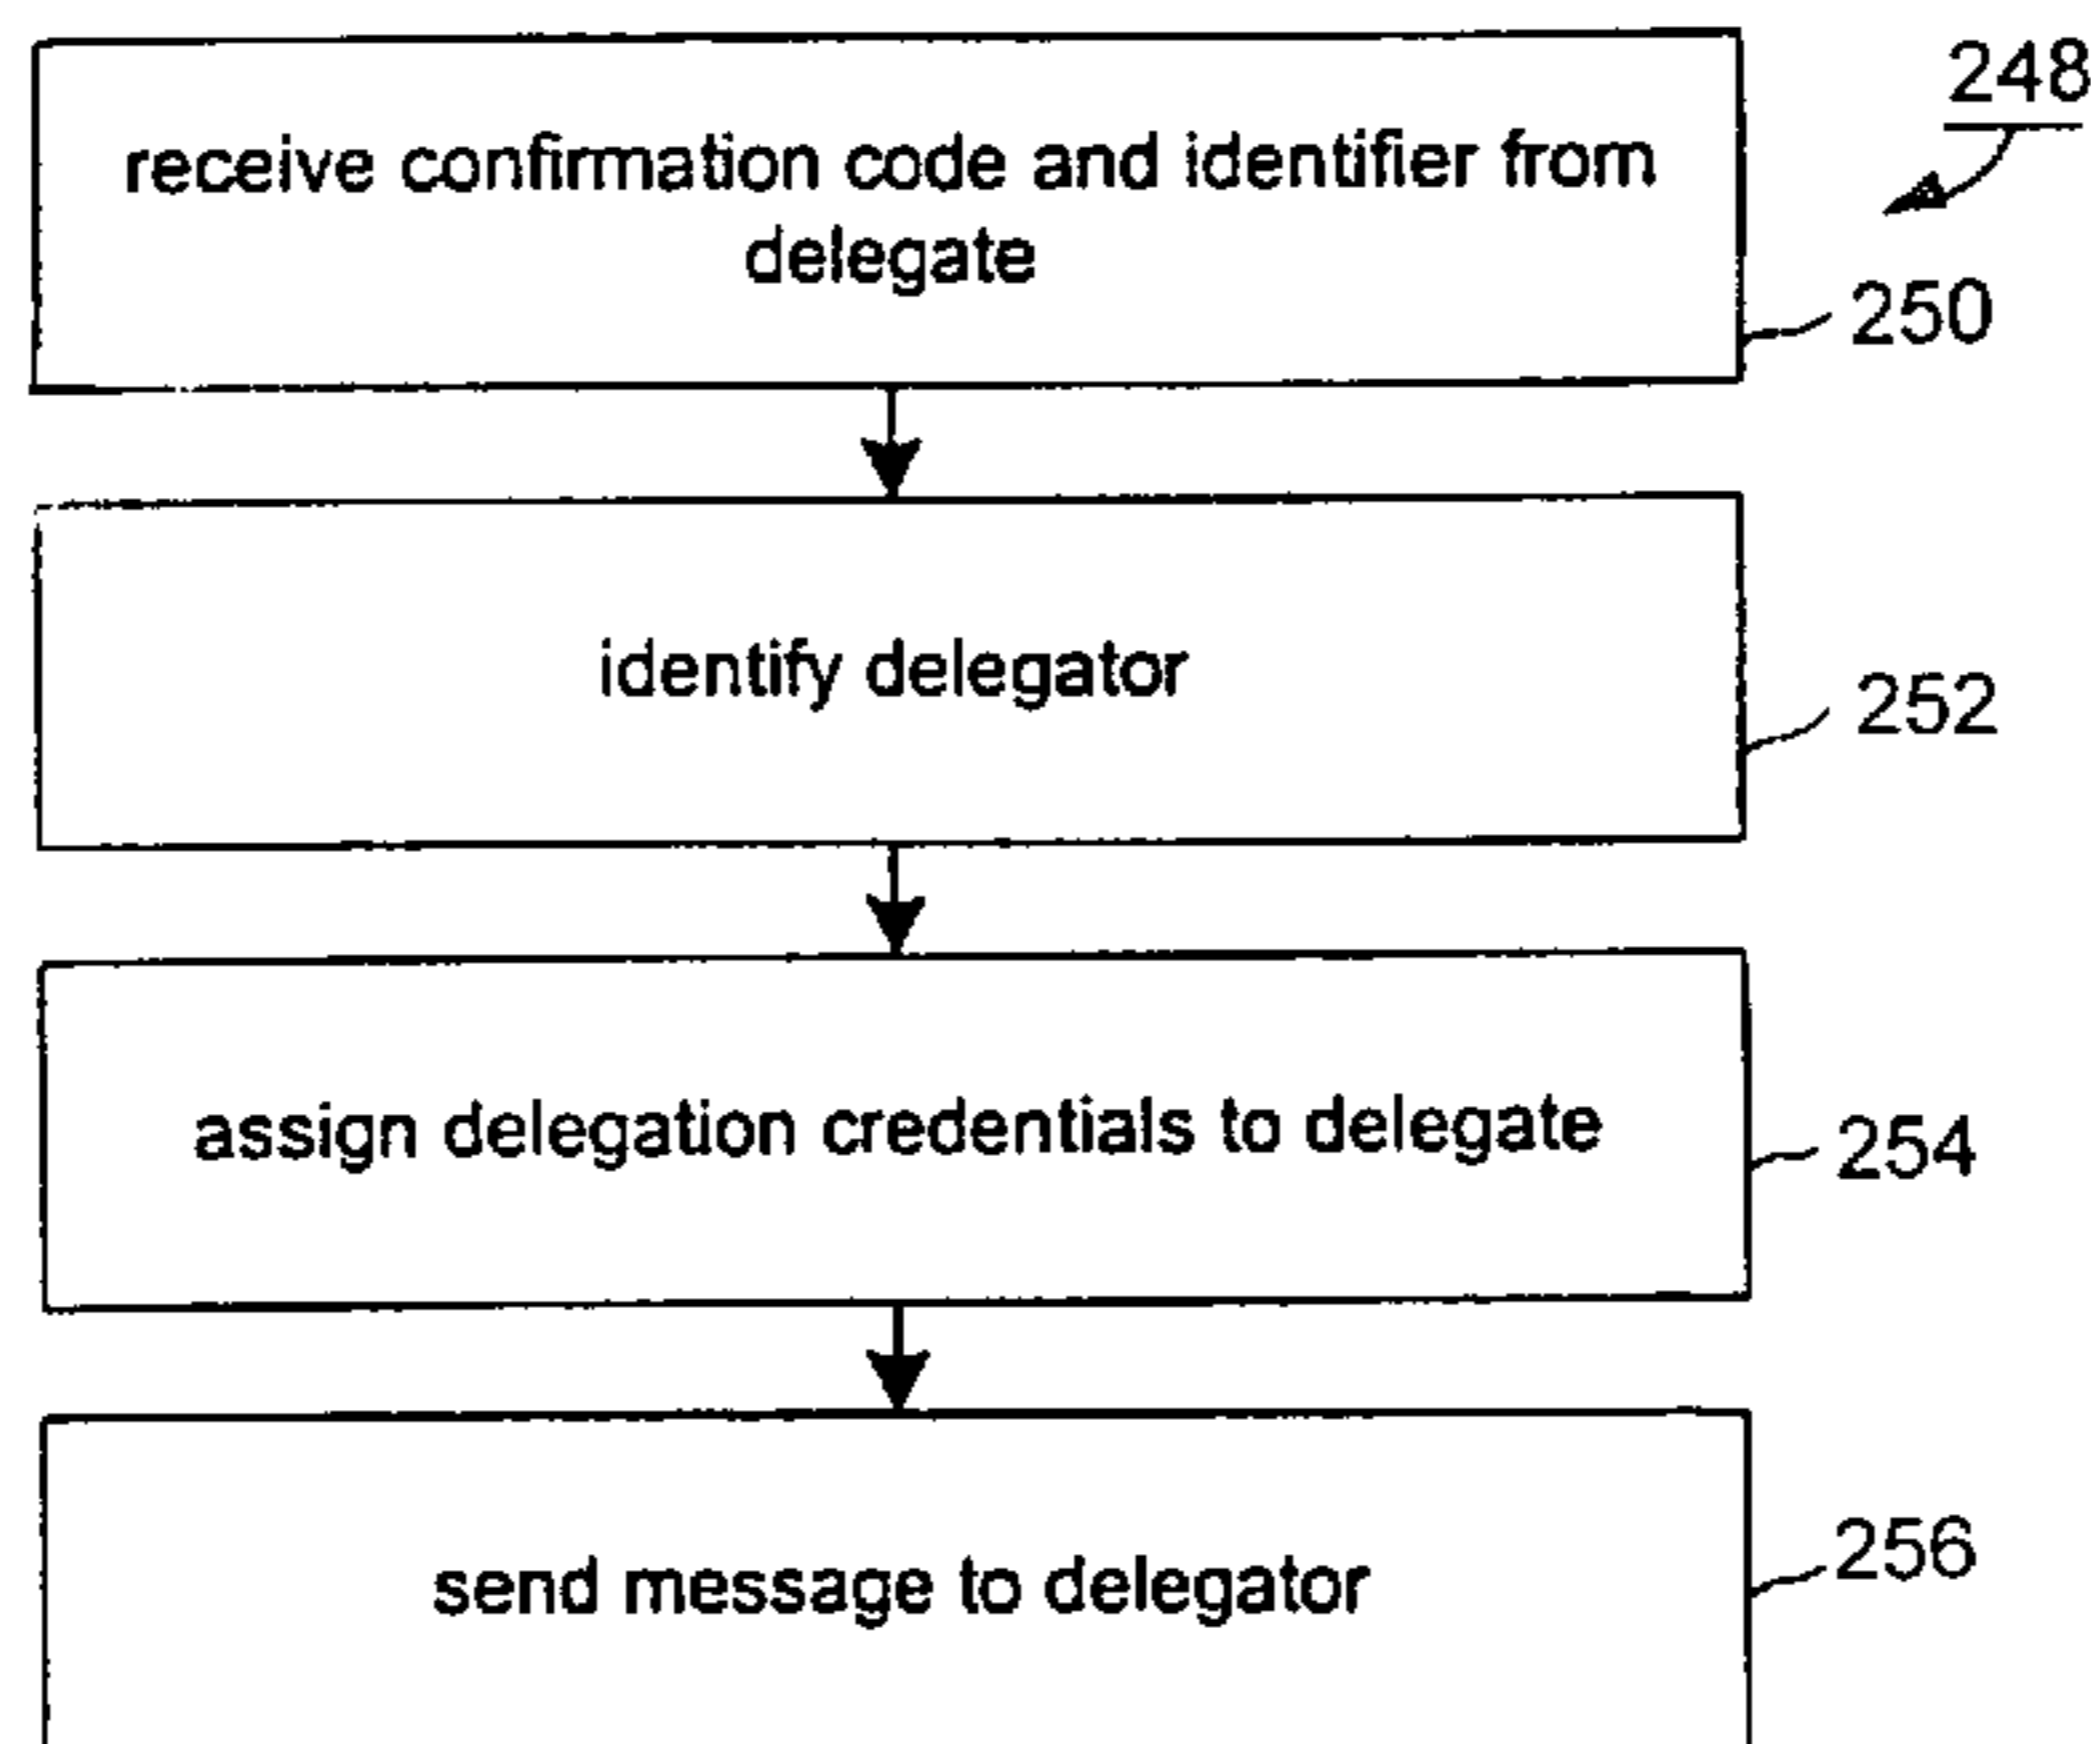 248
receive confirmation code and identifier from
delegate
250
identify delegator
252
assign delegation credentials to delegate
254
send message to delegator
256